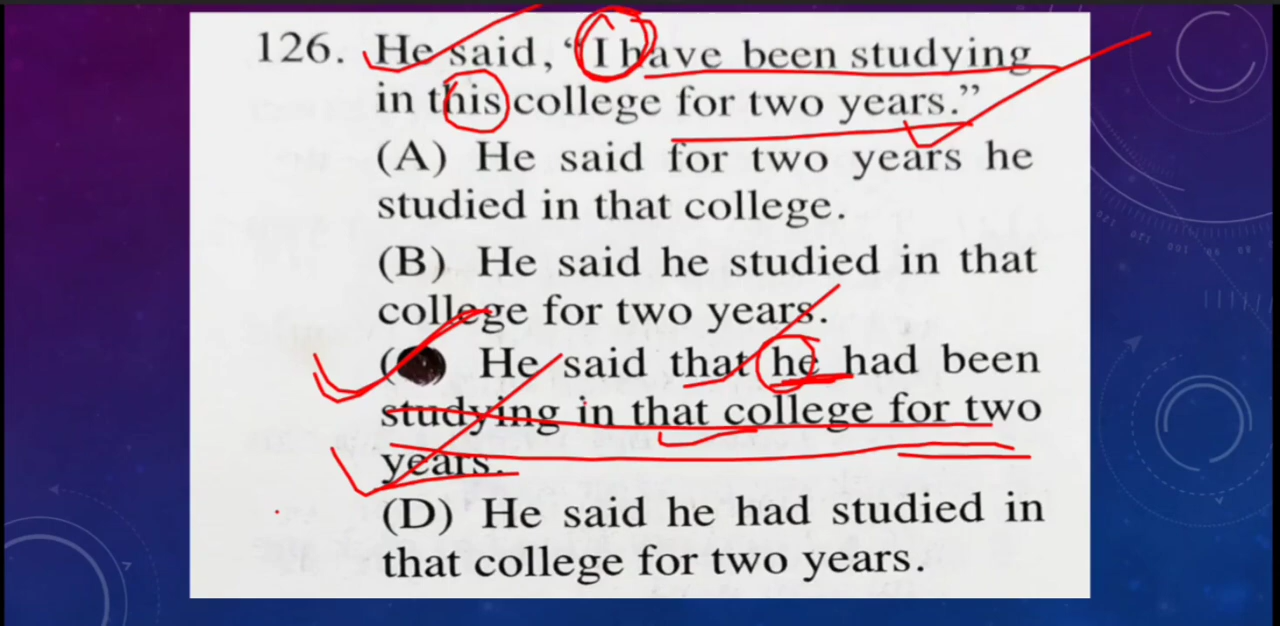 126. He said, "I have been studying
in this college for two years."
(A) He said for two years he
studied in that college.
(B) He said he studied in that
college for two years.
( He said that he had been
studying in that college for two
years.
(D) He said he had studied in
that college for two years.